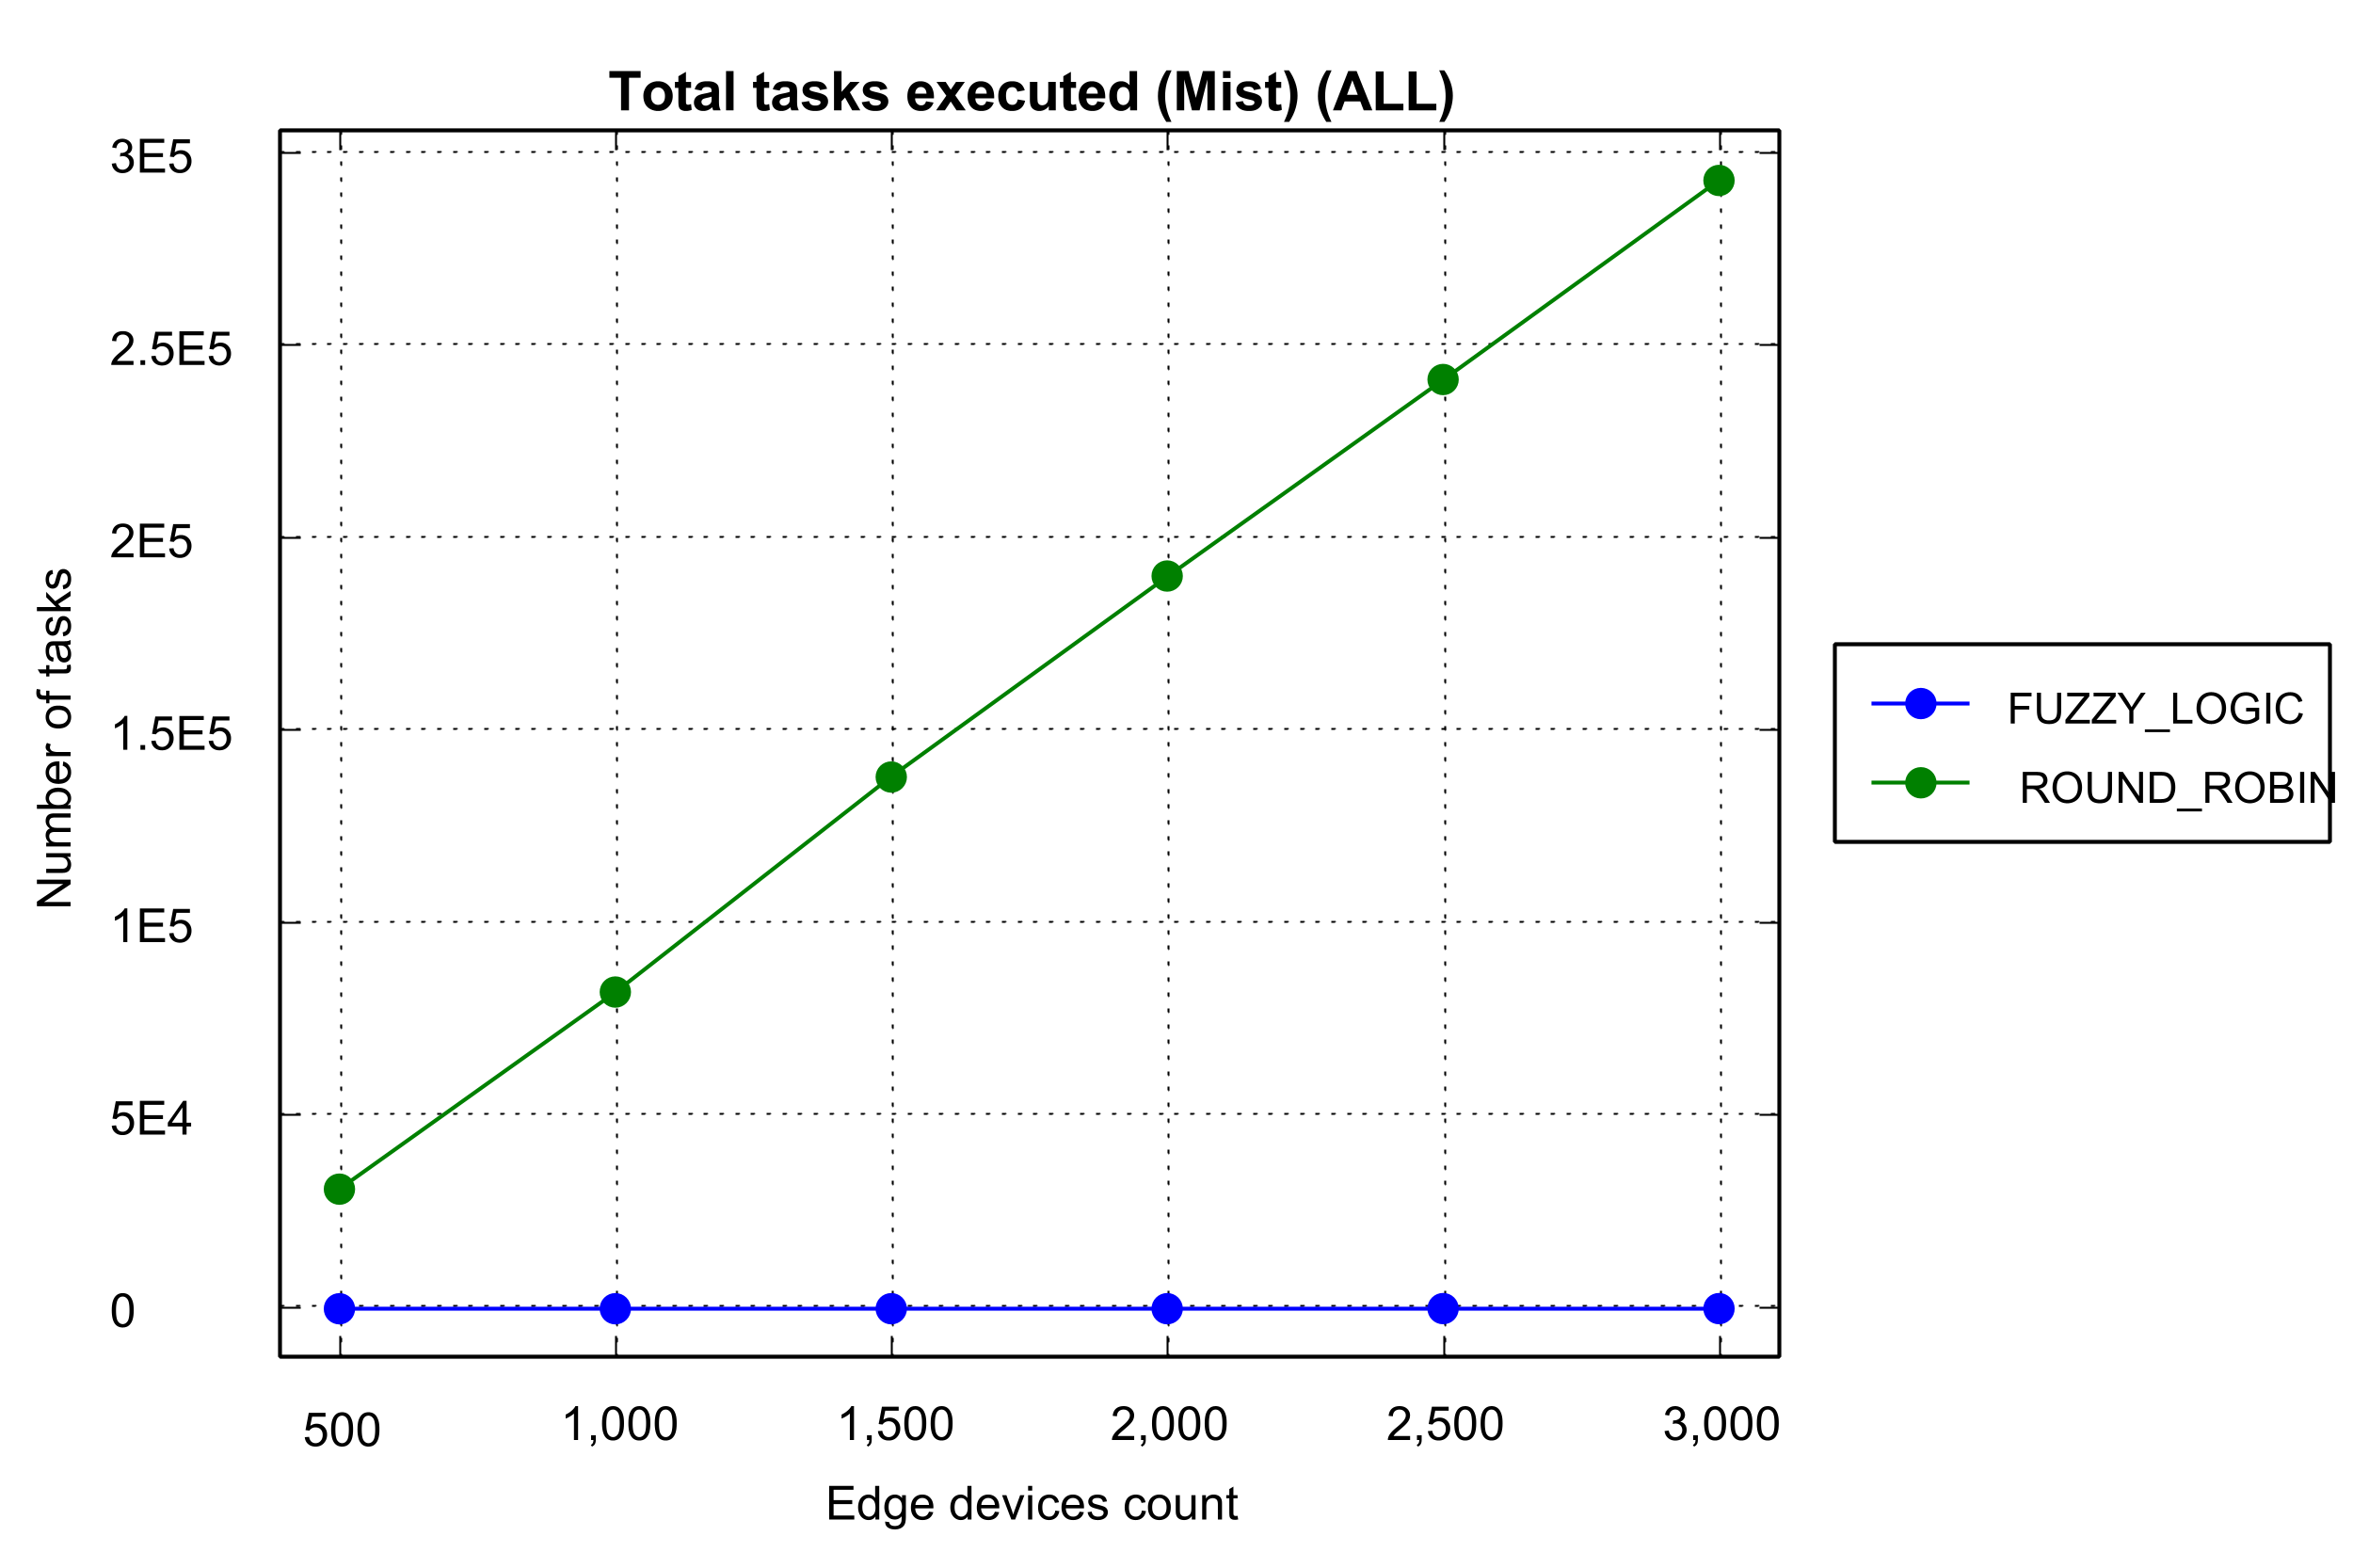 Total tasks executed (Mist) (ALL)
3E5
2.5E5
2E5
1.5E5
1E5
5E4
0
Number of tasks
500 1,000 1,500 2,000 2,500 3,000
Edge devices count
FUZZY_LOGIC
ROUND_ROBIN